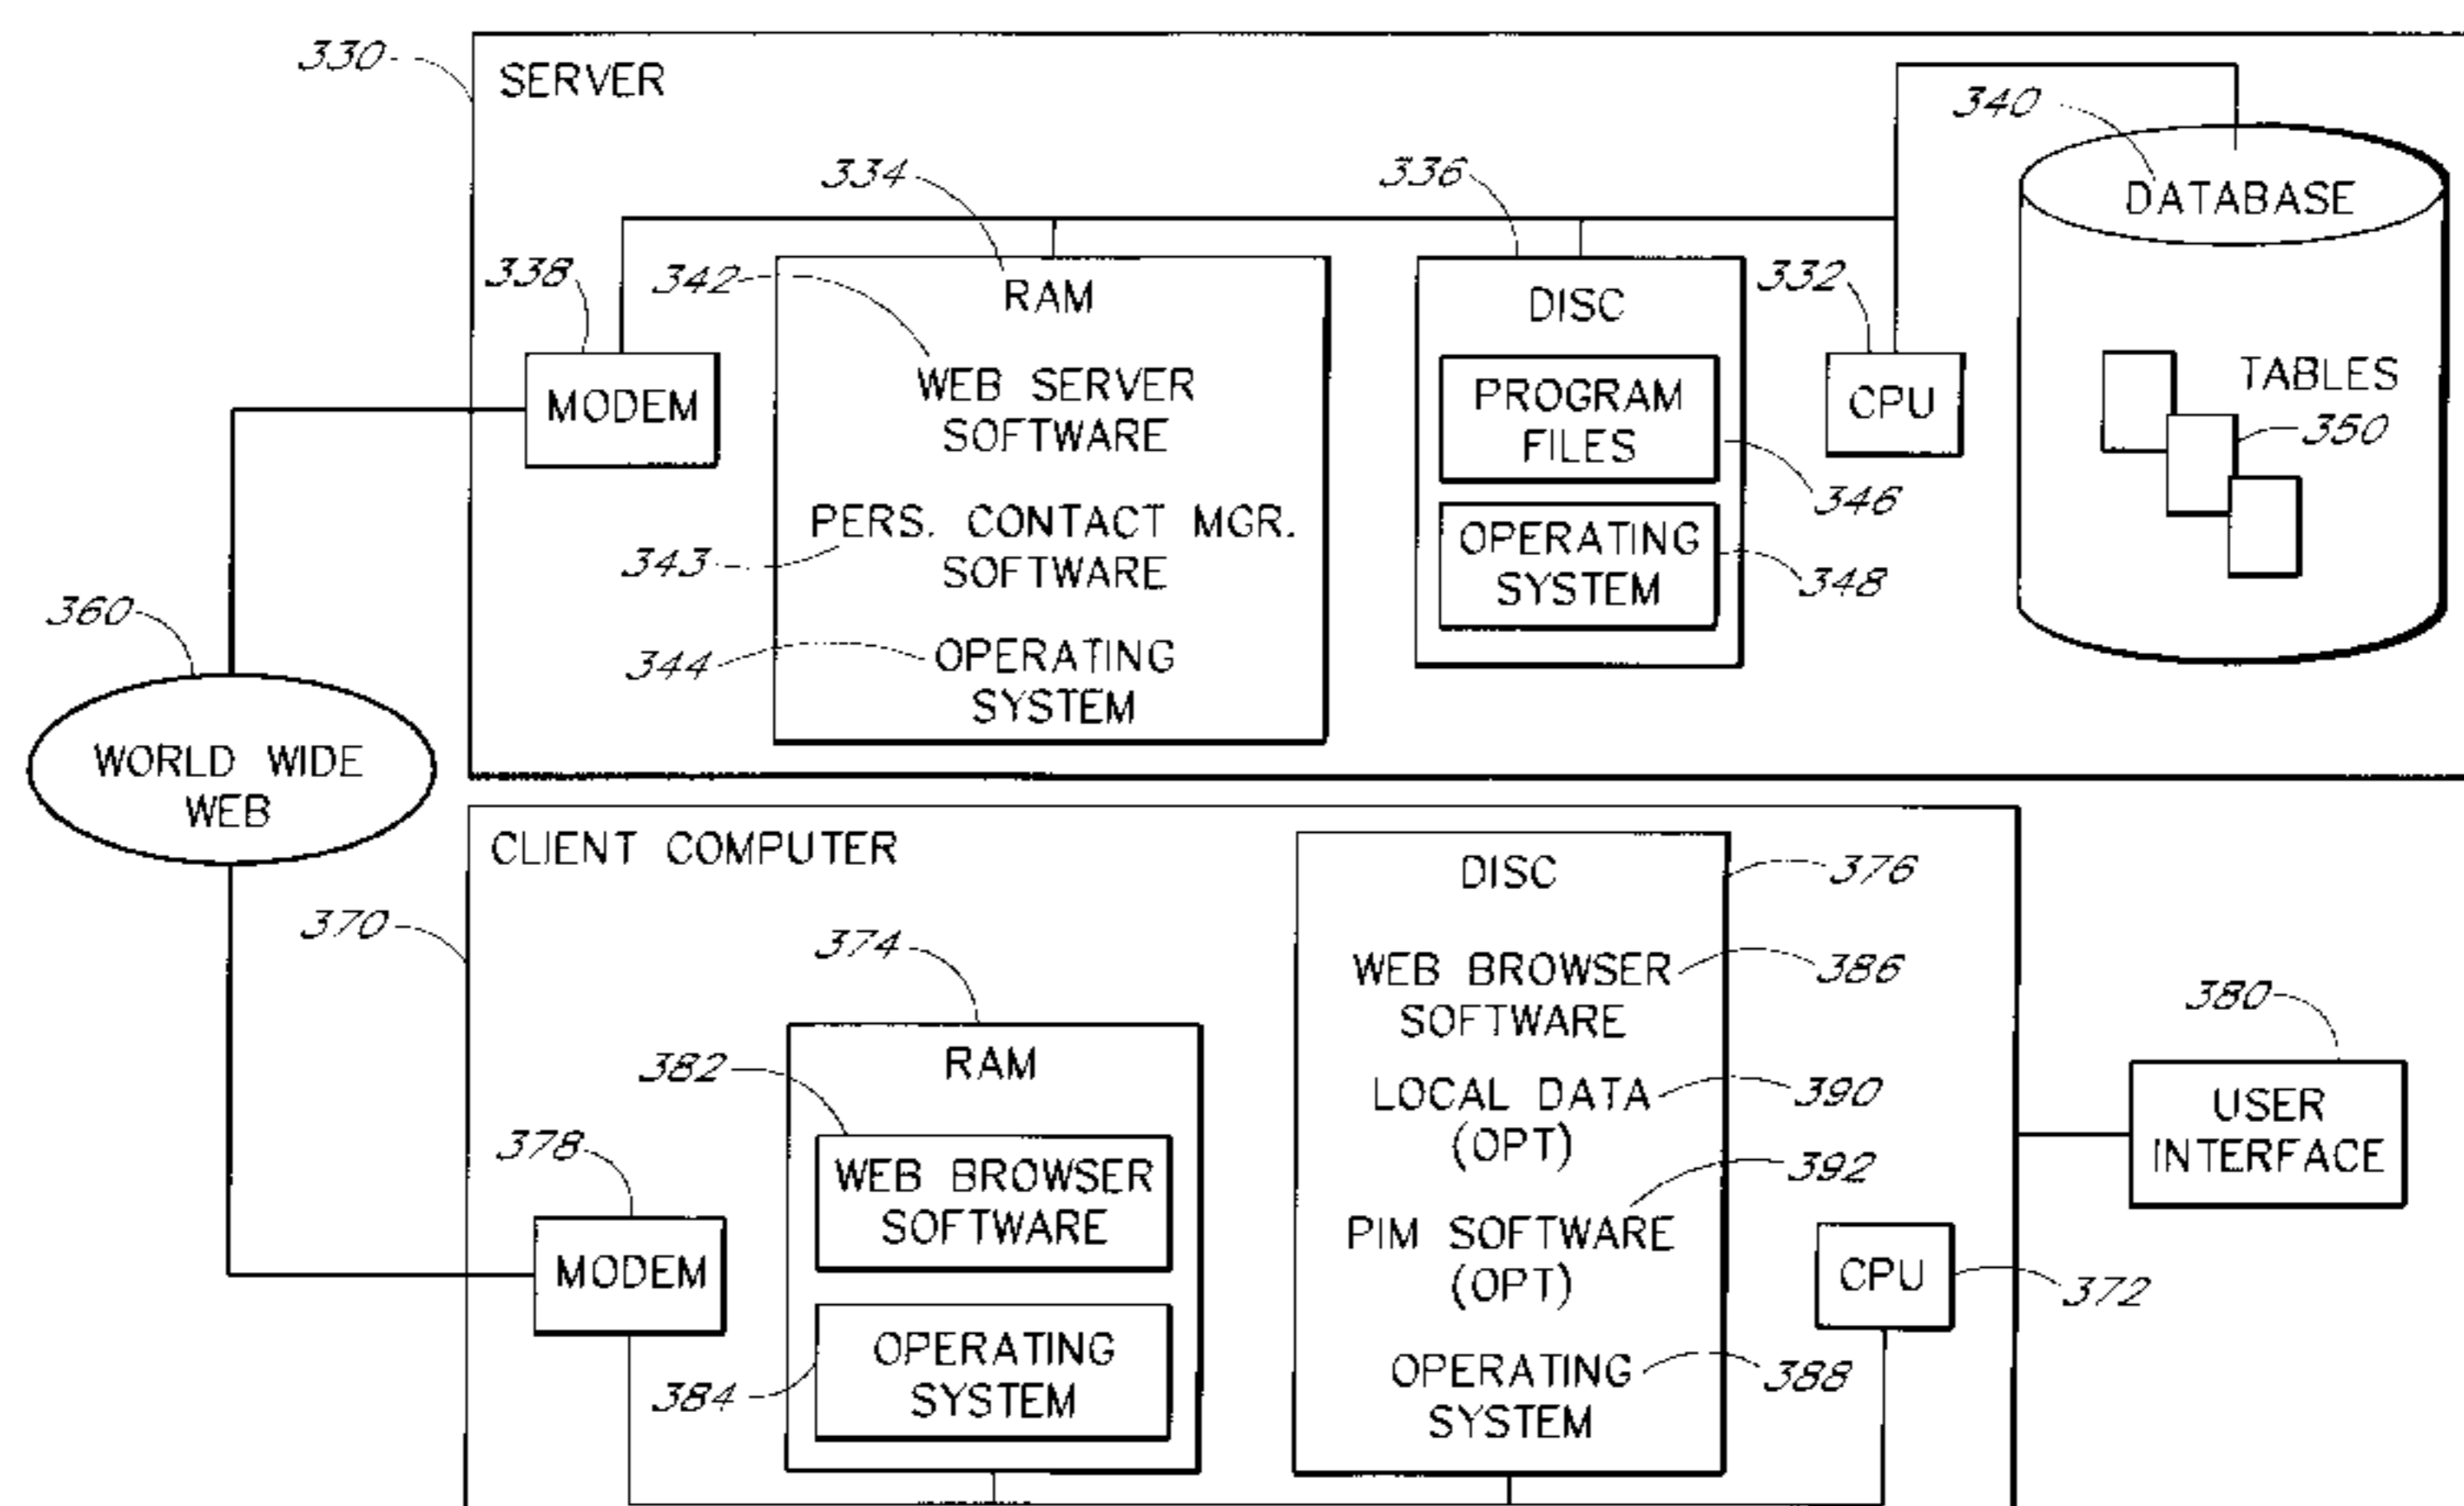 330
SERVER
340
DATABASE
334
336
338
342
RAM
DISC
332
WEB SERVER
SOFTWARE
PROGRAM
FILES
MODEM
CPU
TABLES
350
346
PERS. CONTACT MGR.
SOFTWARE
343
OPERATING
SYSTEM
348
344
OPERATING
SYSTEM
360
WORLD WIDE
WEB
CLIENT COMPUTER
370
DISC
376
374
WEB BROWSER
SOFTWARE
386
380
382
RAM
LOCAL DATA
(OPT)
390
USER
INTERFACE
378
WEB BROWSER
SOFTWARE
392
PIM SOFTWARE
(OPT)
MODEM
CPU
372
OPERATING
SYSTEM
384
OPERATING
SYSTEM
388